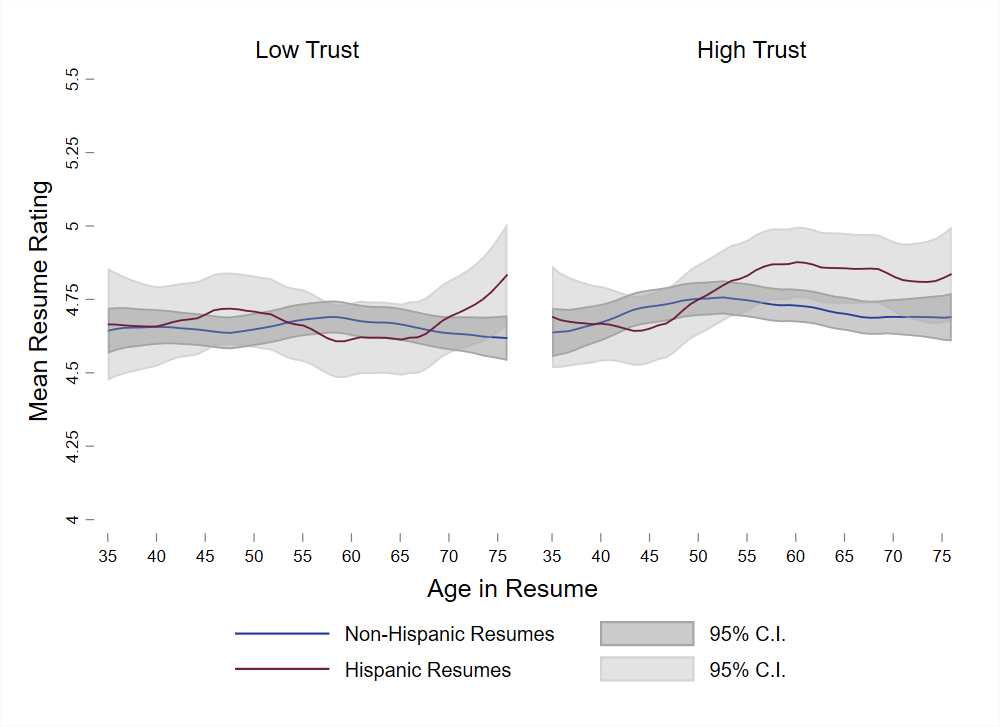 Low Trust
High Trust
Mean Resume Rating
5.5
5.25
5
4.75
4.5
4.25
4
35 40 45 50 55 60 65 70 75
35 40 45 50 55 60 65 70 75
Age in Resume
Non-Hispanic Resumes 95% C.I.
Hispanic Resumes 95% C.I.